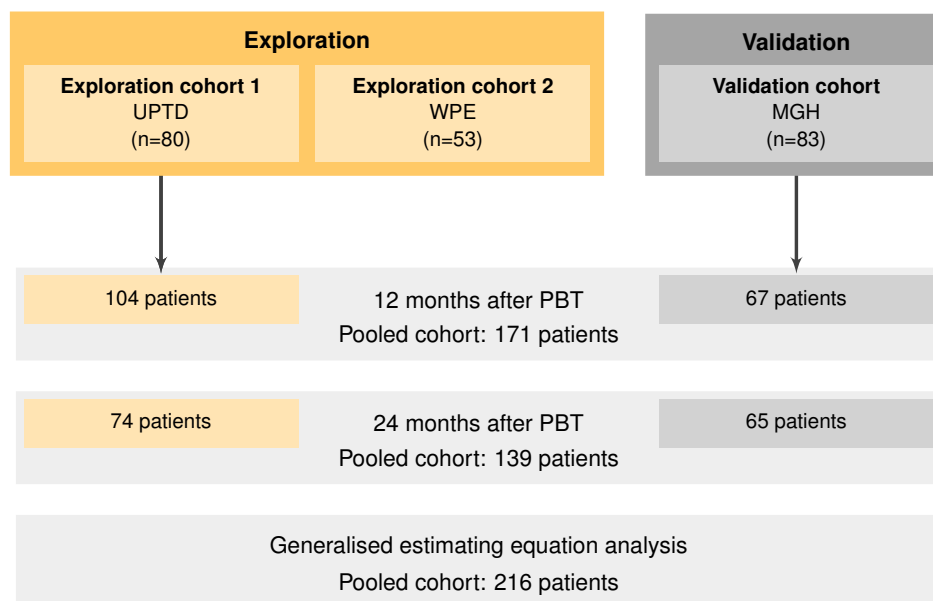 Exploration
Exploration cohort 1
UPTD
(n=80)
Exploration cohort 2
WPE
(n=53)
Validation
Validation cohort
MGH
(n=83)
104 patients
12 months after PBT
Pooled cohort: 171 patients
67 patients
74 patients
24 months after PBT
Pooled cohort: 139 patients
65 patients
Generalised estimating equation analysis
Pooled cohort: 216 patients